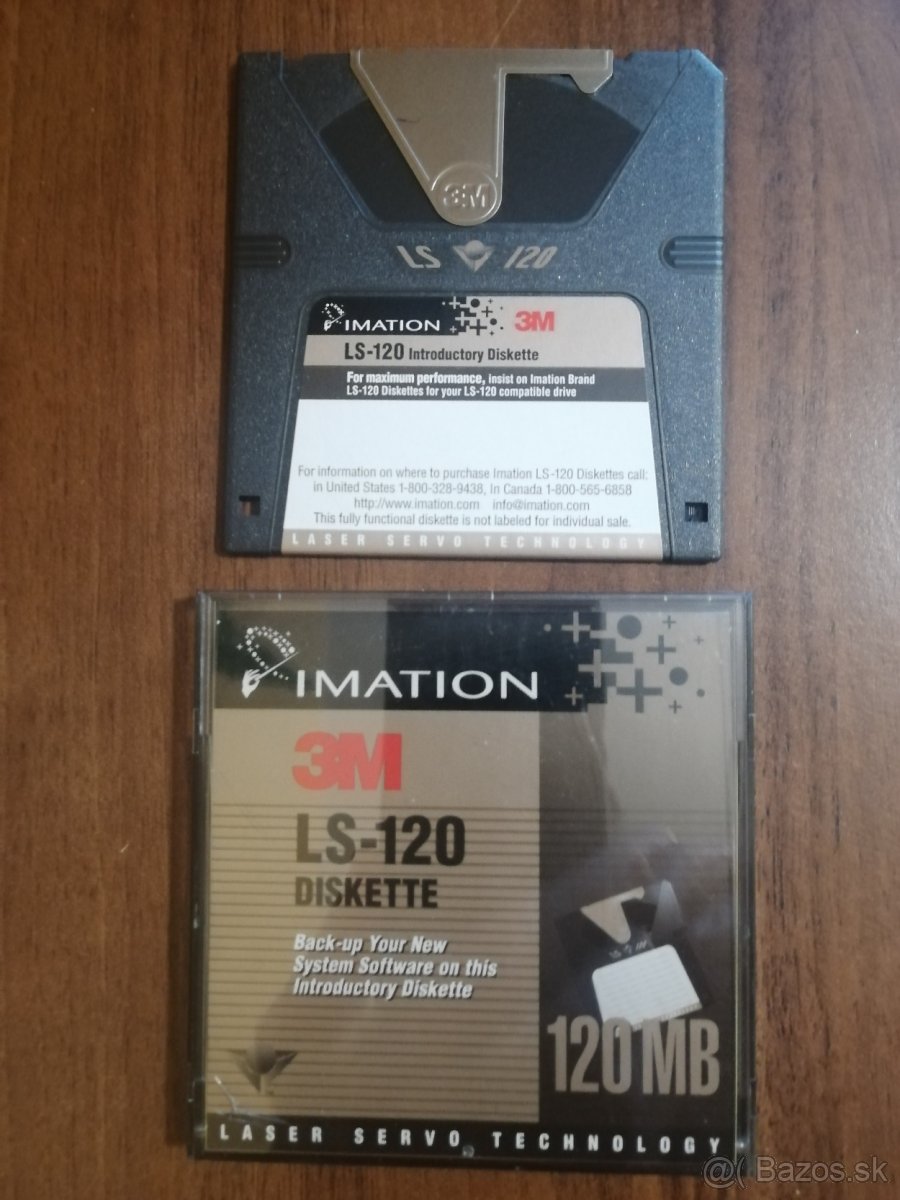 3M
LS 120
IMATION 3M
LS-120 Introductory Diskette
For maximum performance, insist on Imation Brand
LS-120 Diskettes for your LS-120 compatible drive
For information on where to purchase Imation LS-120 Diskettes call:
in United States 1-800-328-9438, In Canada 1-800-565-6858
http://www.imation.com info@imation.com
This fully functional diskette is not labeled for individual sale.
LASER SERVO TECHNOLOGY
IMATION
3M
LS-120
DISKETTE
Back-up Your New
System Software on this
Introductory Diskette
120 MB
LASER SERVO TECHNOLOGY
@( Bazos.sk